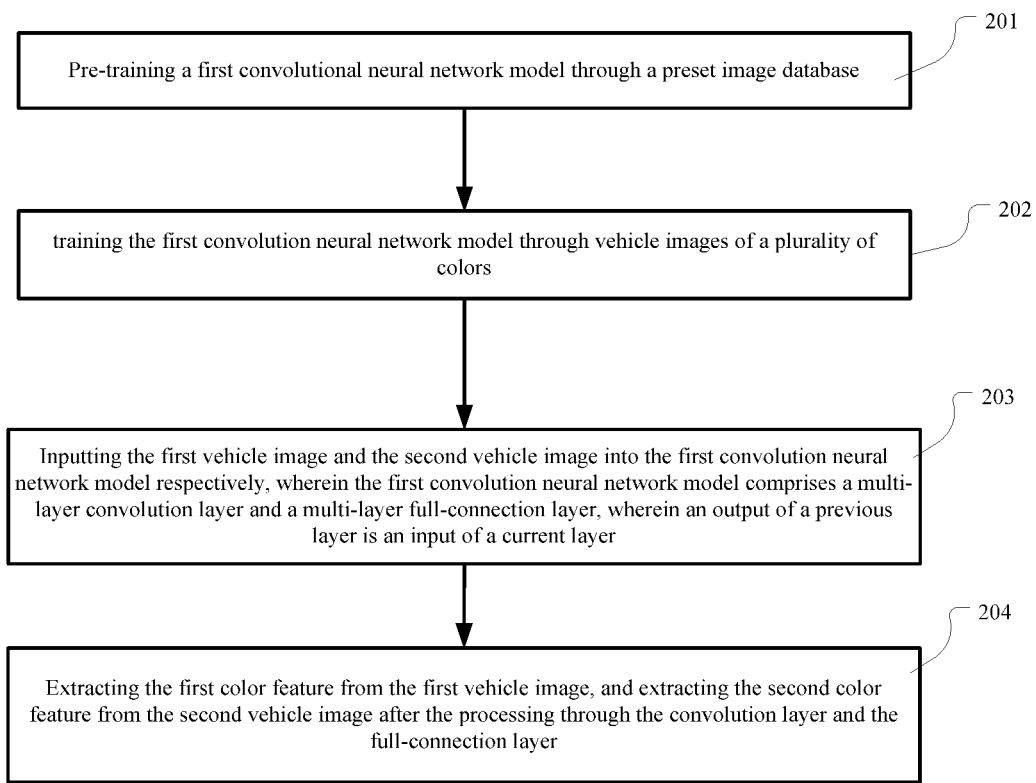 201
Pre-training a first convolutional neural network model through a preset image database
202
training the first convolution neural network model through vehicle images of a plurality of
colors
203
Inputting the first vehicle image and the second vehicle image into the first convolution neural
network model respectively, wherein the first convolution neural network model comprises a multi-
layer convolution layer and a multi-layer full-connection layer, wherein an output of a previous
layer is an input of a current layer
204
Extracting the first color feature from the first vehicle image, and extracting the second color
feature from the second vehicle image after the processing through the convolution layer and the
full-connection layer